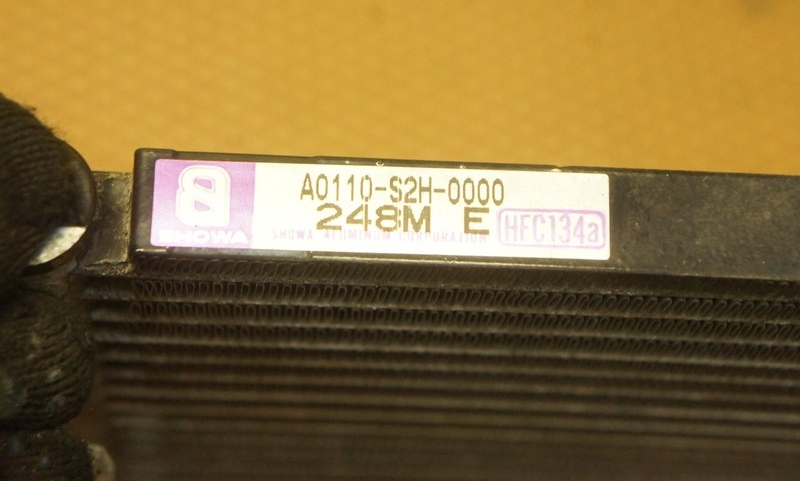 A0110-S2H-0000
248M E
SHOWA ALUMINUM CORPORATION
HFC134a
SHOWA